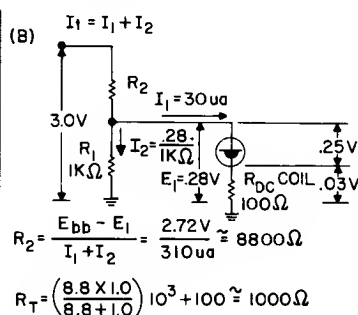 (B)
It = I1 + I2
R2
I1 = 30ua
3.0V
R1
1KΩ
I2 = .28/1KΩ
E1 = .28V
RDC COIL
100Ω
.25V
.03V
R2 = (Ebb − E1)/(I1 + I2) = 2.72V/310ua ≅ 8800Ω
RT = (8.8 X 1.0/8.8 + 1.0) 10³ + 100 ≅ 1000Ω